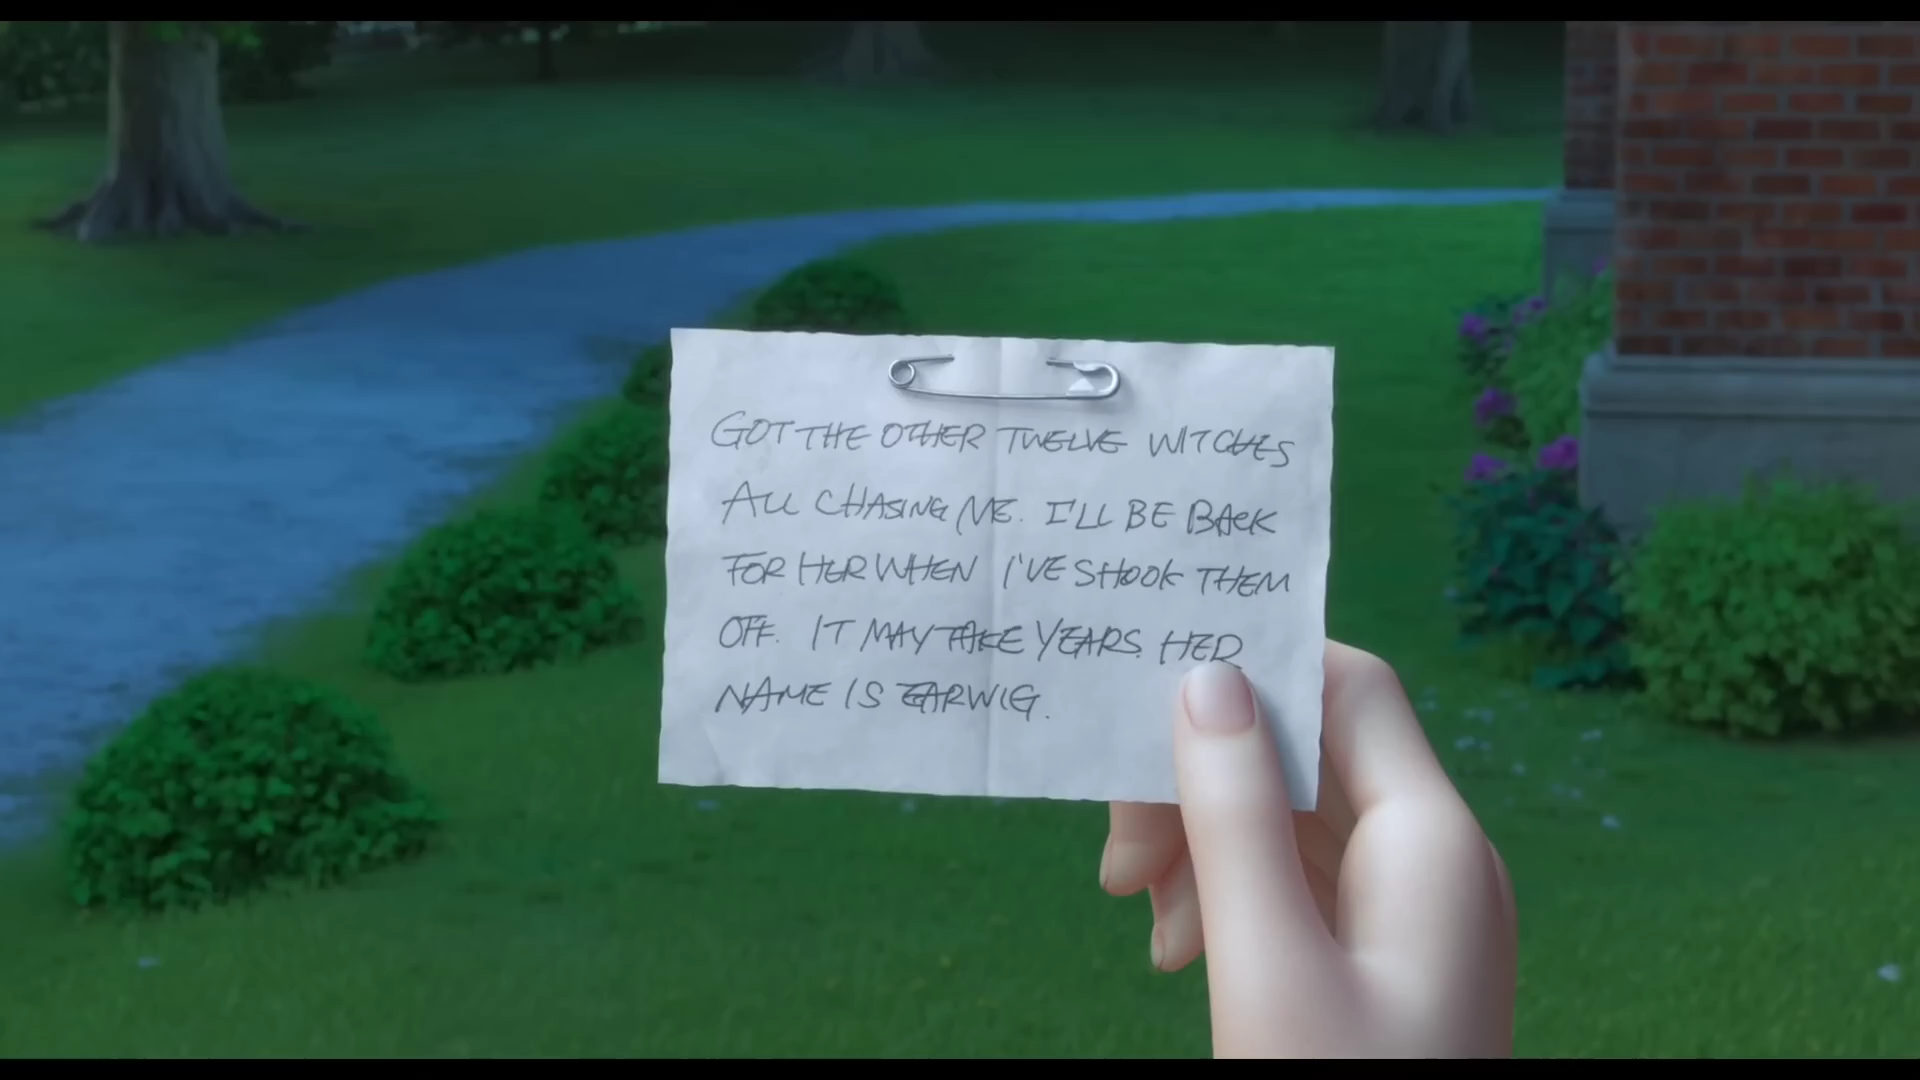 GOT THE OTHER TWELVE WITCHES
ALL CHASING ME. I'LL BE BACK
FOR HER WHEN I'VE SHOOK THEM
OFF. IT MAY TAKE YEARS. HER
NAME IS EARWIG.